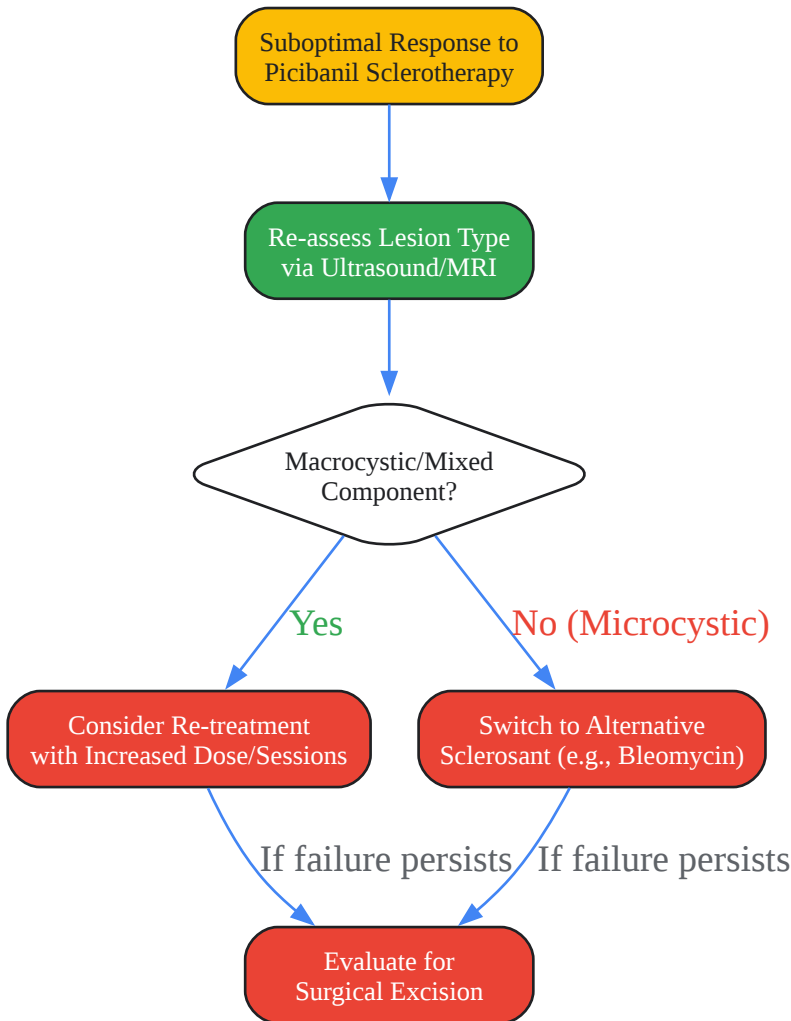 Suboptimal Response to
Picibanil Sclerotherapy
Re-assess Lesion Type
via Ultrasound/MRI
Macrocystic/Mixed
Component?
Yes
No (Microcystic)
Consider Re-treatment
with Increased Dose/Sessions
Switch to Alternative
Sclerosant (e.g., Bleomycin)
If failure persists
If failure persists
Evaluate for
Surgical Excision